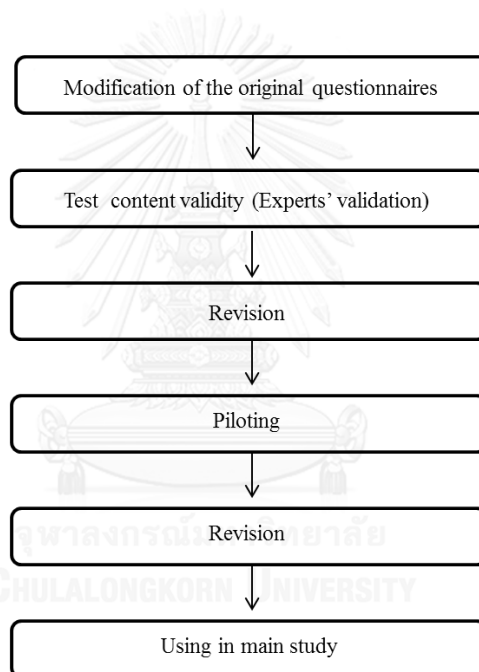 Modification of the original questionnaires
Test content validity (Experts' validation)
Revision
Piloting
Revision
จุฬาลงกรณ์มหาวิทยาลัย
CHULALONGKORN UNIVERSITY
Using in main study